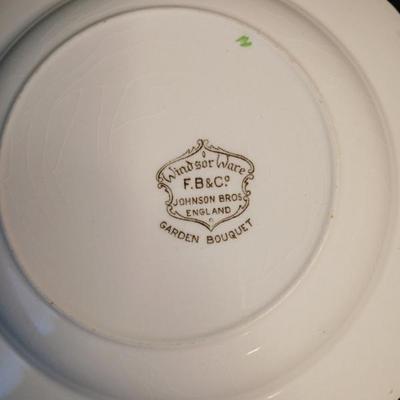 Windsor Ware
F.B&Co
JOHNSON BROS.
ENGLAND
GARDEN BOUQUET